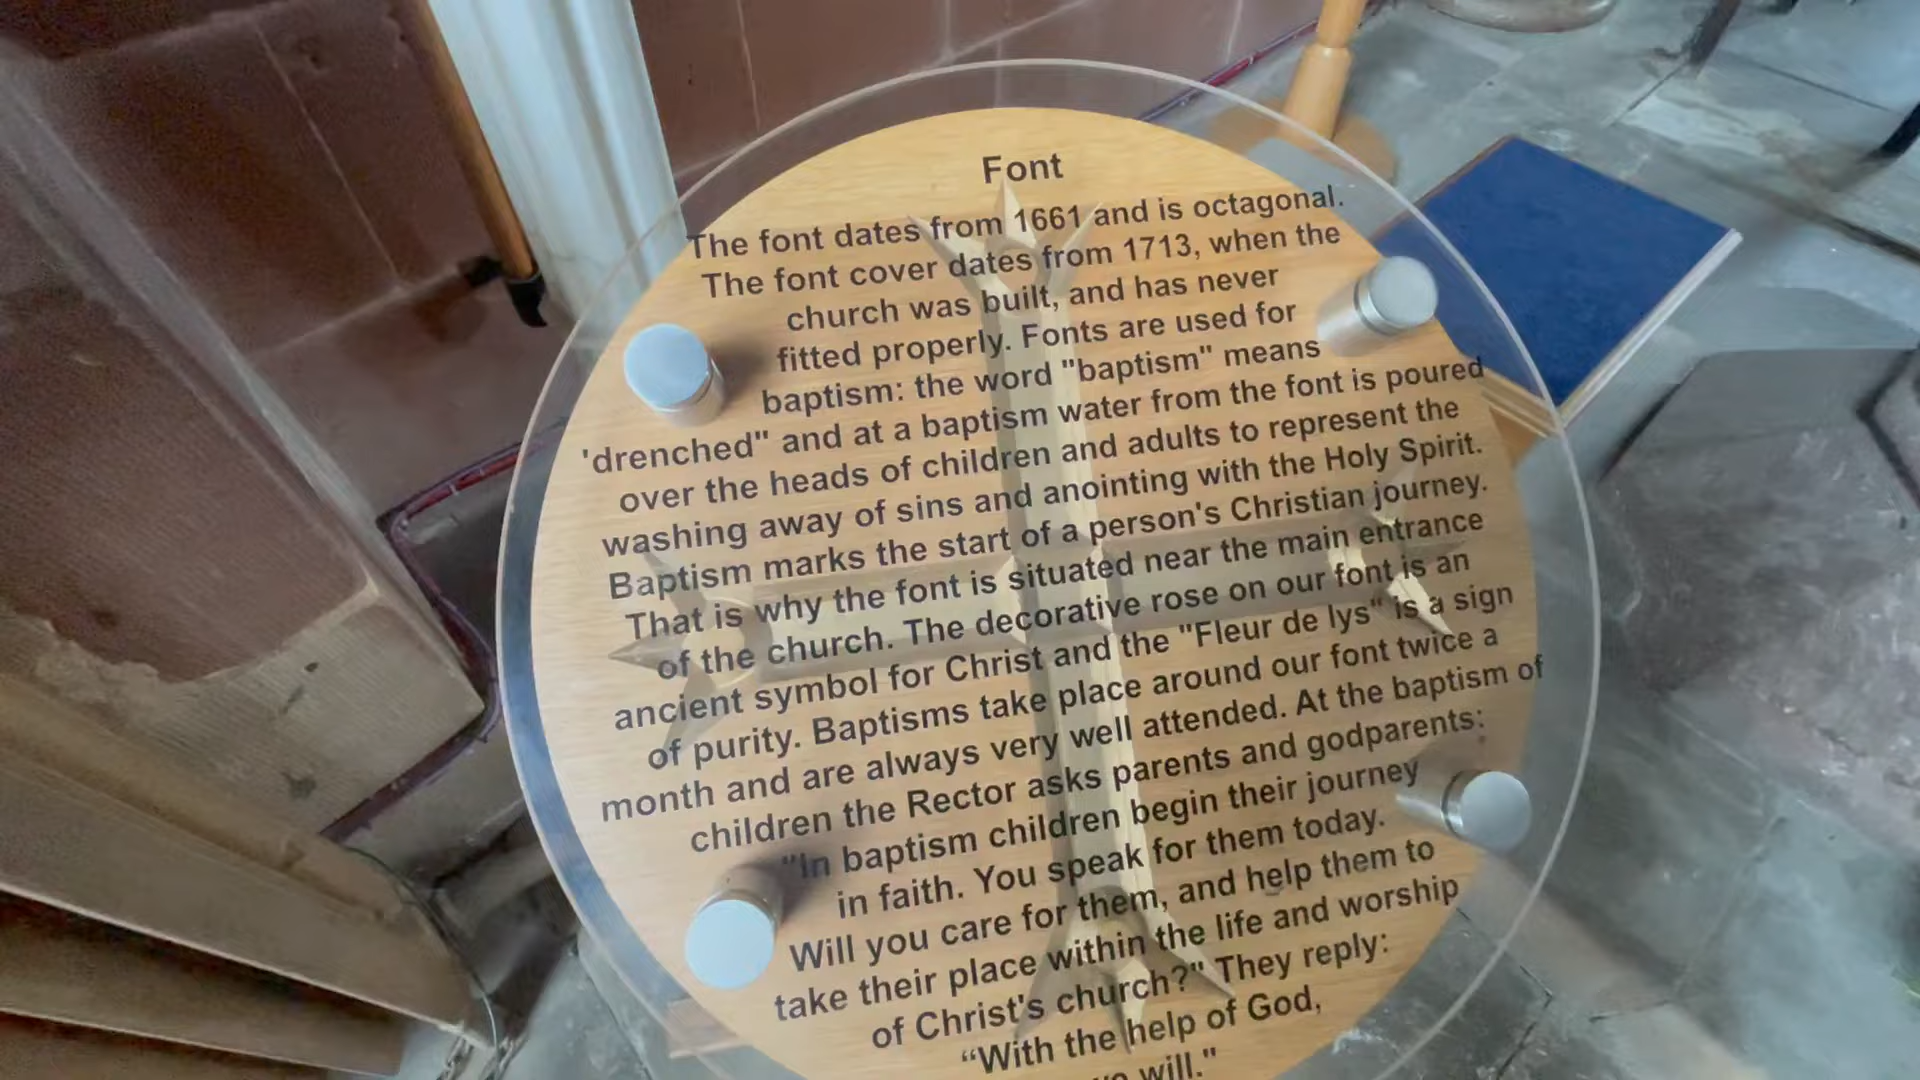 Font
The font dates from 1661 and is octagonal.
The font cover dates from 1713, when the
church was built, and has never
fitted properly. Fonts are used for
baptism: the word "baptism" means
'drenched" and at a baptism water from the font is poured
over the heads of children and adults to represent the
washing away of sins and anointing with the Holy Spirit.
Baptism marks the start of a person's Christian journey.
That is why the font is situated near the main entrance
of the church. The decorative rose on our font is an
ancient symbol for Christ and the "Fleur de lys" is a sign
of purity. Baptisms take place around our font twice a
month and are always very well attended. At the baptism of
children the Rector asks parents and godparents:
"In baptism children begin their journey
in faith. You speak for them today.
Will you care for them, and help them to
take their place within the life and worship
of Christ's church?" They reply:
“With the help of God,
will."